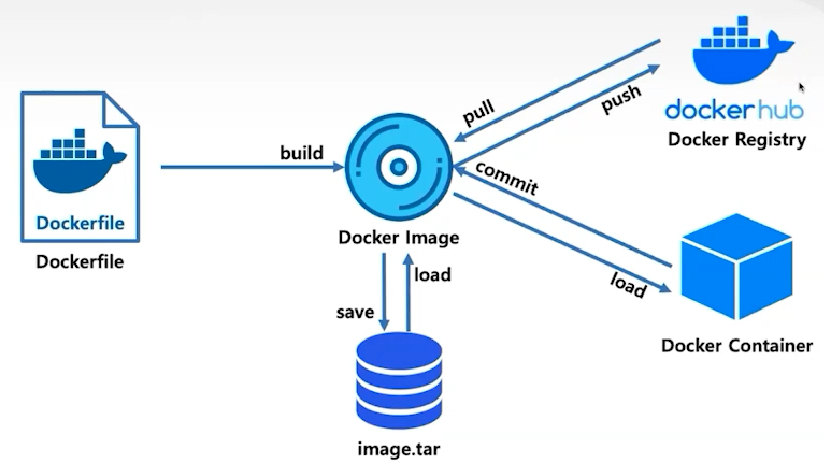 pull
push
dockerhub
Docker Registry
build
commit
Dockerfile
Dockerfile
Docker Image
load
load
save
Docker Container
image.tar